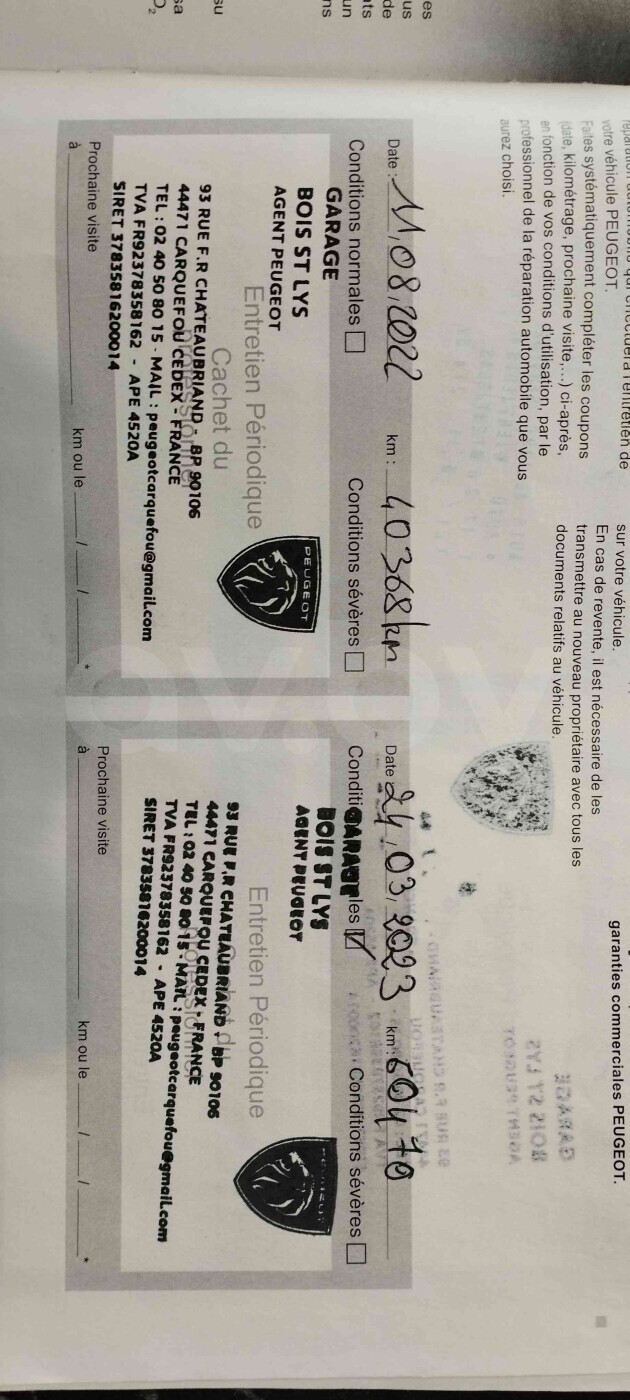 votre véhicule PEUGEOT.
Faites systématiquement compléter les coupons
(date, kilométrage, prochaine visite,...) ci-après,
en fonction de vos conditions d'utilisation, par le
professionnel de la réparation automobile que vous
aurez choisi.
sur votre véhicule.
En cas de revente, il est nécessaire de les
transmettre au nouveau propriétaire avec tous les
documents relatifs au véhicule.
garanties commerciales PEUGEOT.
Date : 11,08,2022 km : 40368km
Conditions normales Conditions sévères
GARAGE
BOIS ST LYS
AGENT PEUGEOT
PEUGEOT
Entretien Périodique
Cachet du
professionnel
93 RUE F.R CHATEAUBRIAND - BP 90106
44471 CARQUEFOU CEDEX - FRANCE
TEL : 02 40 50 80 15 - MAIL : peugeotcarquefou@gmail.com
TVA FR92378358162 - APE 4520A
SIRET 37835816200014
Prochaine visite
à km ou le / / *
Date 24,03,2023 km : 50470
Conditi les Conditions sévères
GARAGE
BOIS ST LYS
AGENT PEUGEOT
PEUGEOT
Entretien Périodique
Cachet du
professionnel
93 RUE F.R CHATEAUBRIAND - BP 90106
44471 CARQUEFOU CEDEX - FRANCE
TEL : 02 40 50 80 15 - MAIL : peugeotcarquefou@gmail.com
TVA FR92378358162 - APE 4520A
SIRET 37835816200014
Prochaine visite
à km ou le / / *